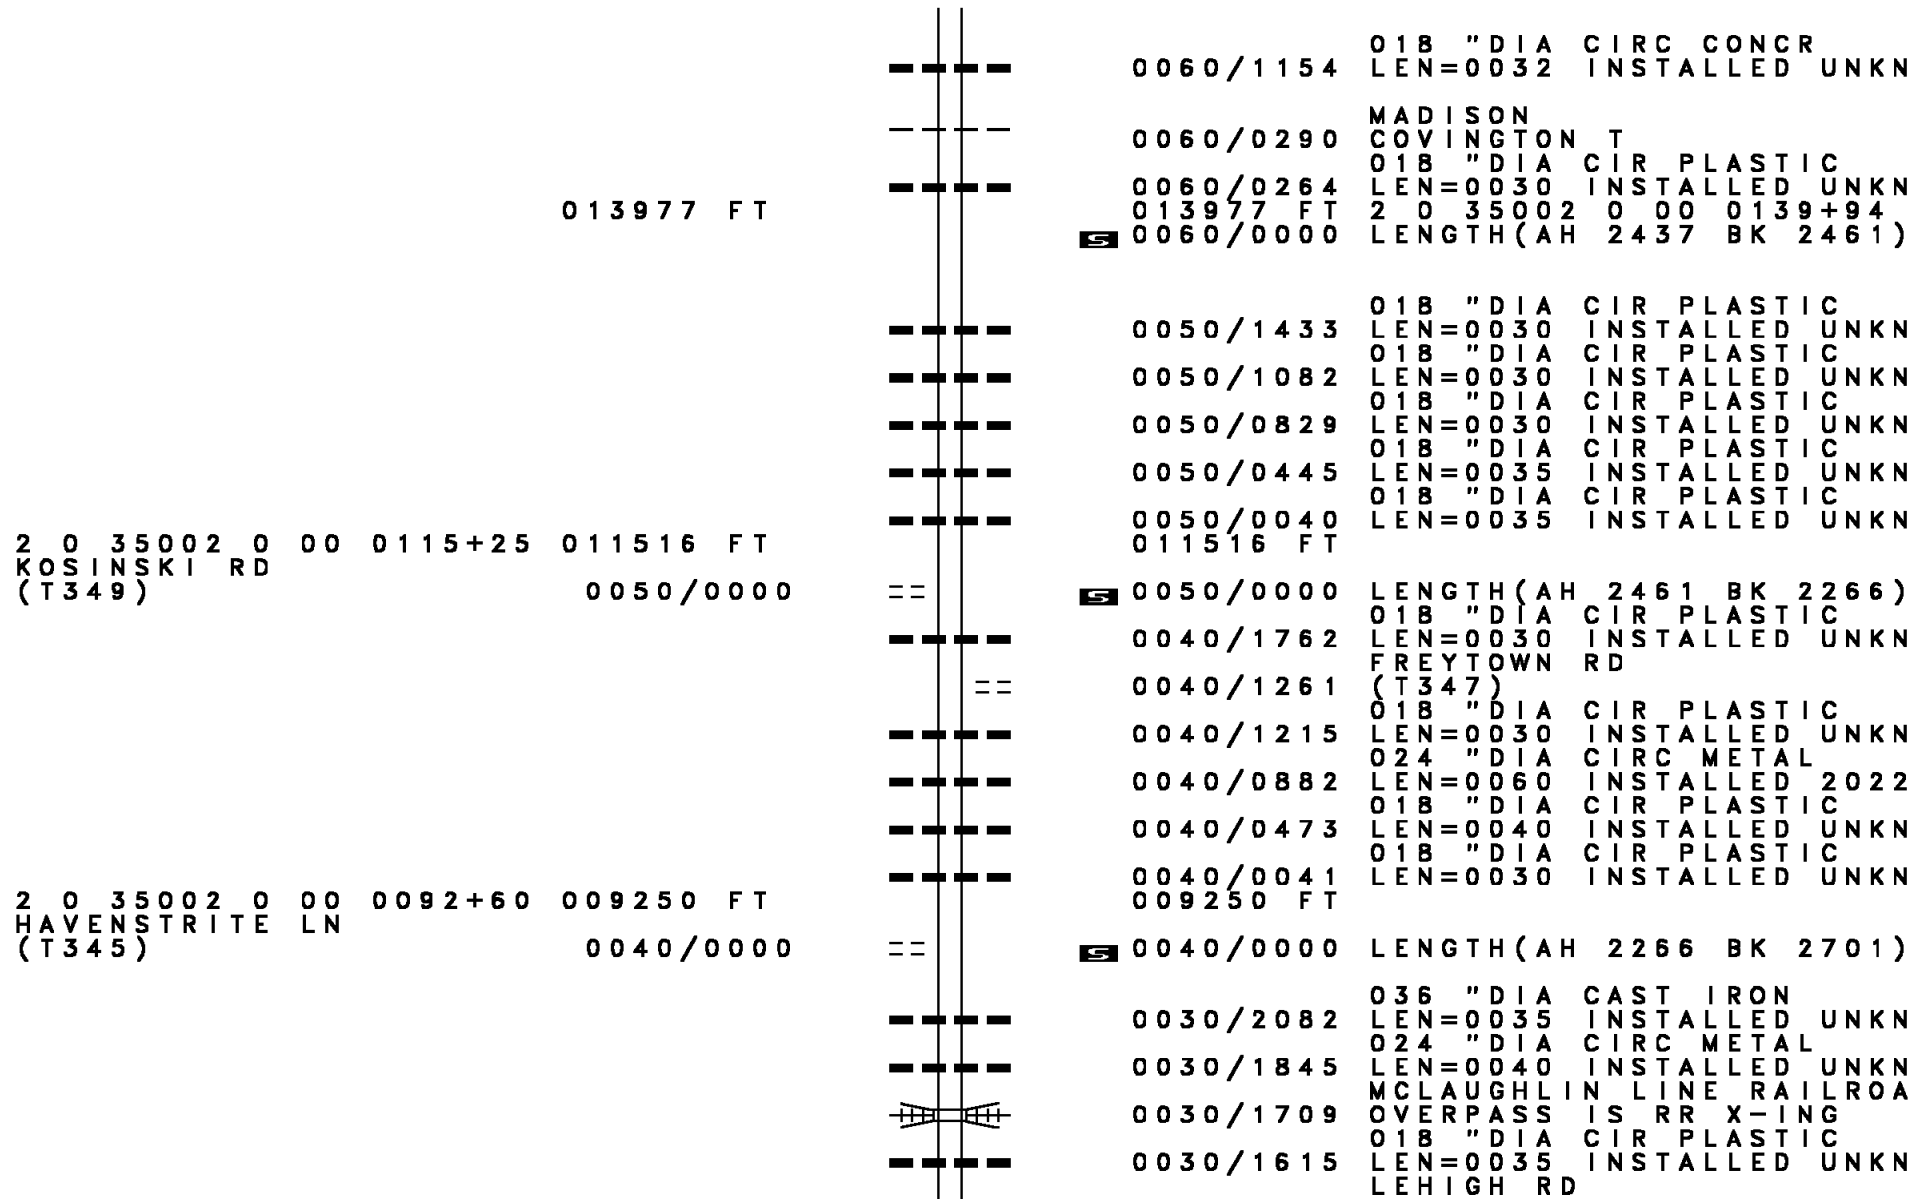 018 "DIA CIRC CONCR
0060/1154 LEN=0032 INSTALLED UNKN
MADISON
0060/0290 COVINGTON T
018 "DIA CIR PLASTIC
0060/0264 LEN=0030 INSTALLED UNKN
013977 FT 013977 FT 2 0 35002 0 00 0139+94
S 0060/0000 LENGTH(AH 2437 BK 2461)
018 "DIA CIR PLASTIC
0050/1433 LEN=0030 INSTALLED UNKN
018 "DIA CIR PLASTIC
0050/1082 LEN=0030 INSTALLED UNKN
018 "DIA CIR PLASTIC
0050/0829 LEN=0030 INSTALLED UNKN
018 "DIA CIR PLASTIC
0050/0445 LEN=0035 INSTALLED UNKN
018 "DIA CIR PLASTIC
0050/0040 LEN=0035 INSTALLED UNKN
2 0 35002 0 00 0115+25 011516 FT 011516 FT
KOSINSKI RD
(T349) 0050/0000 S 0050/0000 LENGTH(AH 2461 BK 2266)
018 "DIA CIR PLASTIC
0040/1762 LEN=0030 INSTALLED UNKN
FREYTOWN RD
0040/1261 (T347)
018 "DIA CIR PLASTIC
0040/1215 LEN=0030 INSTALLED UNKN
024 "DIA CIRC METAL
0040/0882 LEN=0060 INSTALLED 2022
018 "DIA CIR PLASTIC
0040/0473 LEN=0040 INSTALLED UNKN
018 "DIA CIR PLASTIC
0040/0041 LEN=0030 INSTALLED UNKN
2 0 35002 0 00 0092+60 009250 FT 009250 FT
HAVENSTRITE LN
(T345) 0040/0000 S 0040/0000 LENGTH(AH 2266 BK 2701)
036 "DIA CAST IRON
0030/2082 LEN=0035 INSTALLED UNKN
024 "DIA CIRC METAL
0030/1845 LEN=0040 INSTALLED UNKN
MCLAUGHLIN LINE RAILROA
0030/1709 OVERPASS IS RR X-ING
018 "DIA CIR PLASTIC
0030/1615 LEN=0035 INSTALLED UNKN
LEHIGH RD